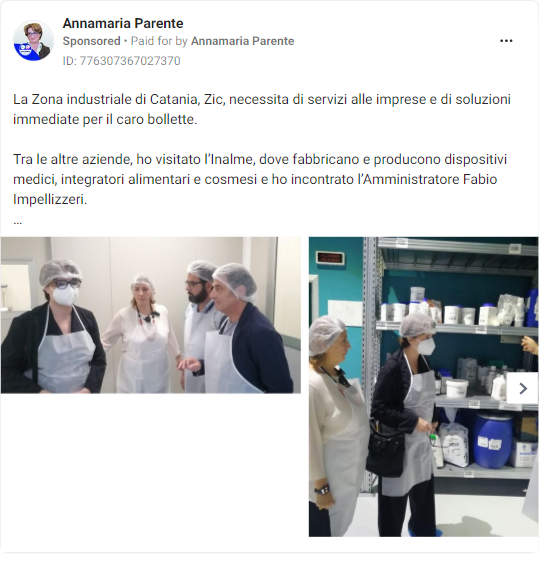 Annamaria Parente
Sponsored • Paid for by Annamaria Parente
ID: 776307367027370
La Zona industriale di Catania, Zic, necessita di servizi alle imprese e di soluzioni
immediate per il caro bollette.
Tra le altre aziende, ho visitato l'Inalme, dove fabbricano e producono dispositivi
medici, integratori alimentari e cosmesi e ho incontrato l'Amministratore Fabio
Impellizzeri.
...